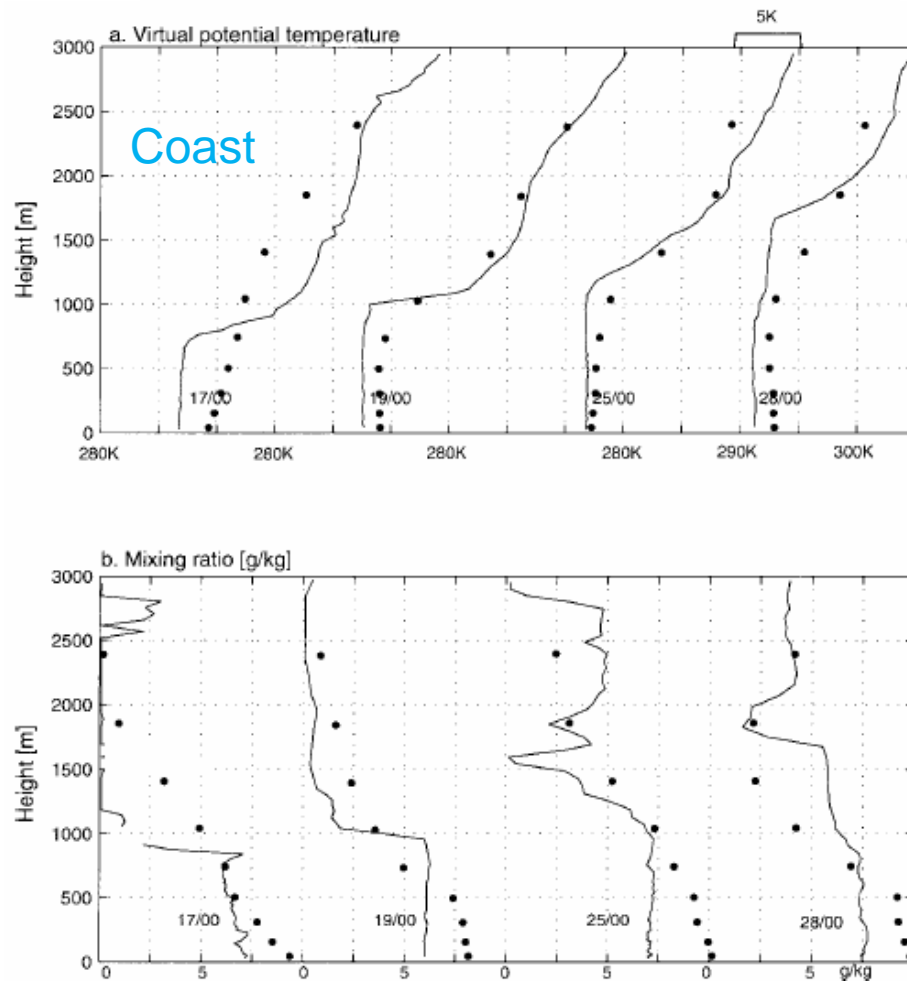 a. Virtual potential temperature
5K
3000
2500
Coast
2000
1500
Height [m]
1000
500
17/00 19/00 25/00 28/00
0
280K 280K 280K 280K 290K 300K
b. Mixing ratio [g/kg]
3000
2500
2000
1500
Height [m]
1000
500
17/00 19/00 25/00 29/00
0
0 5 0 5 0 5 0 5 g/kg